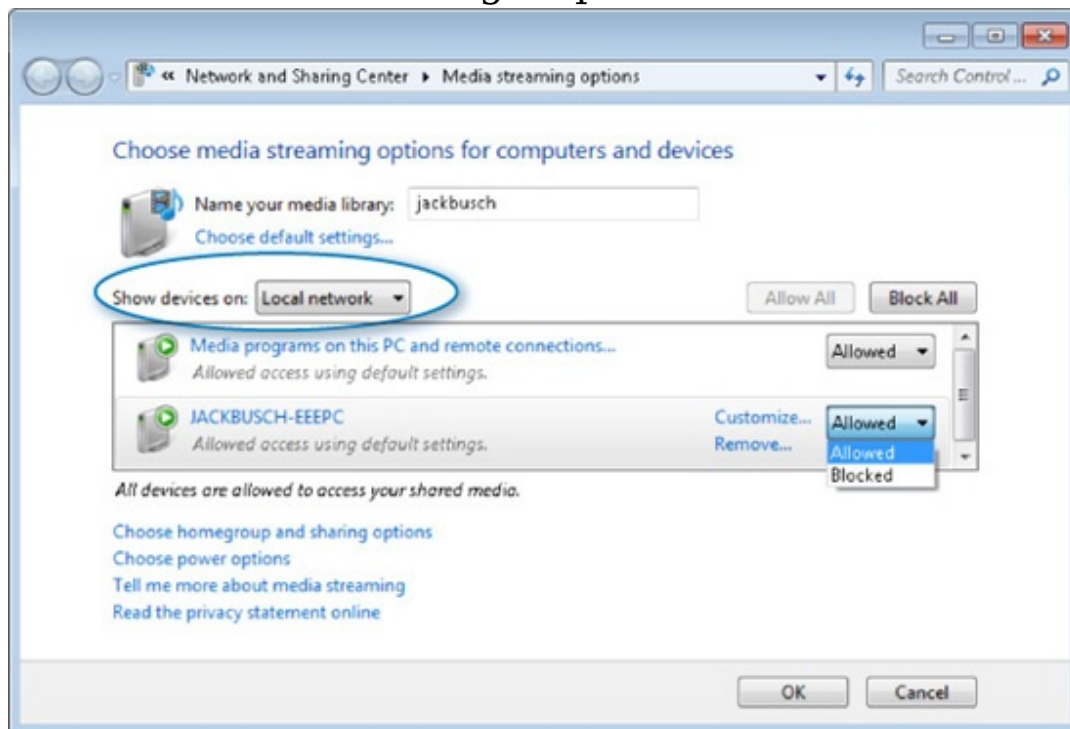 « Network and Sharing Center ▸ Media streaming options Search Control ...
Choose media streaming options for computers and devices
Name your media library: jackbusch
Choose default settings...
Show devices on: Local network Allow All Block All
Media programs on this PC and remote connections... Allowed
Allowed access using default settings.
JACKBUSCH-EEEPC Customize... Allowed
Allowed access using default settings. Remove... Allowed
Blocked
All devices are allowed to access your shared media.
Choose homegroup and sharing options
Choose power options
Tell me more about media streaming
Read the privacy statement online
OK Cancel